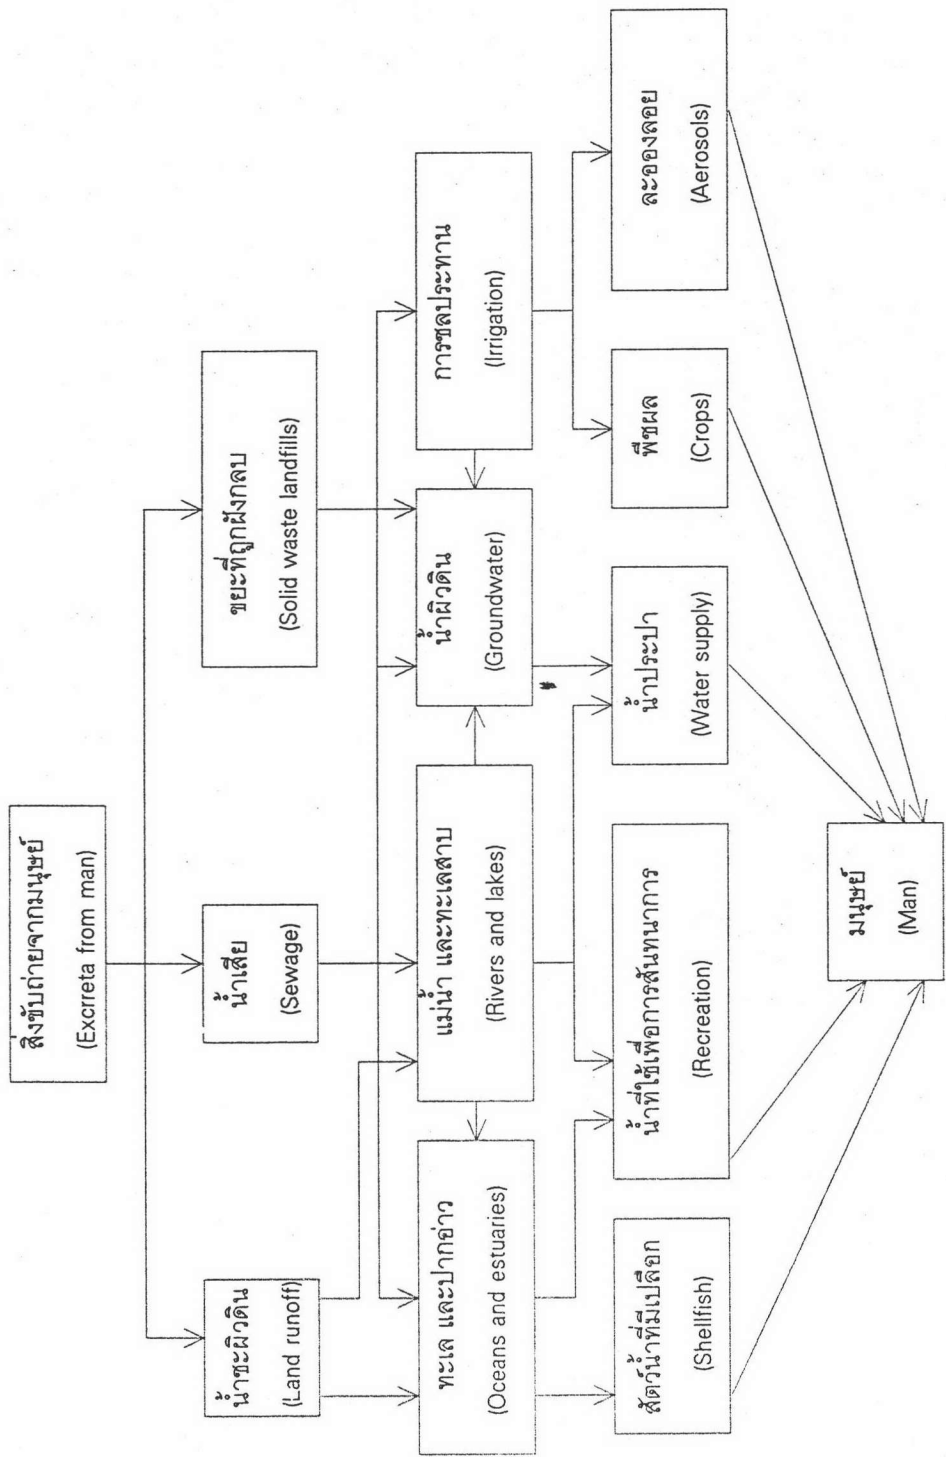 สิ่งขับถ่ายจากมนุษย์
(Excrreta from man)
น้ำชะผิวดิน
(Land runoff)
น้ำเสีย
(Sewage)
ขยะที่ถูกฝังกลบ
(Solid waste landfills)
ทะเล และปากอ่าว
(Oceans and estuaries)
แม่น้ำ และทะเลสาบ
(Rivers and lakes)
น้ำผิวดิน
(Groundwater)
การชลประทาน
(Irrigation)
สัตว์น้ำที่มีเปลือก
(Shellfish)
น้ำที่ใช้เพื่อการสันทนาการ
(Recreation)
น้ำประปา
(Water supply)
พืชผล
(Crops)
ละอองลอย
(Aerosols)
มนุษย์
(Man)